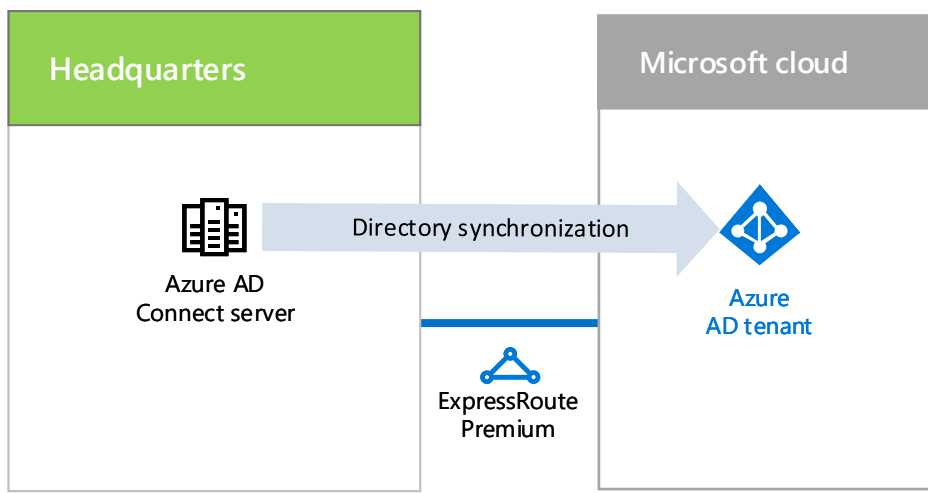 Headquarters
Microsoft cloud
Directory synchronization
Azure AD
Connect server
Azure
AD tenant
ExpressRoute
Premium